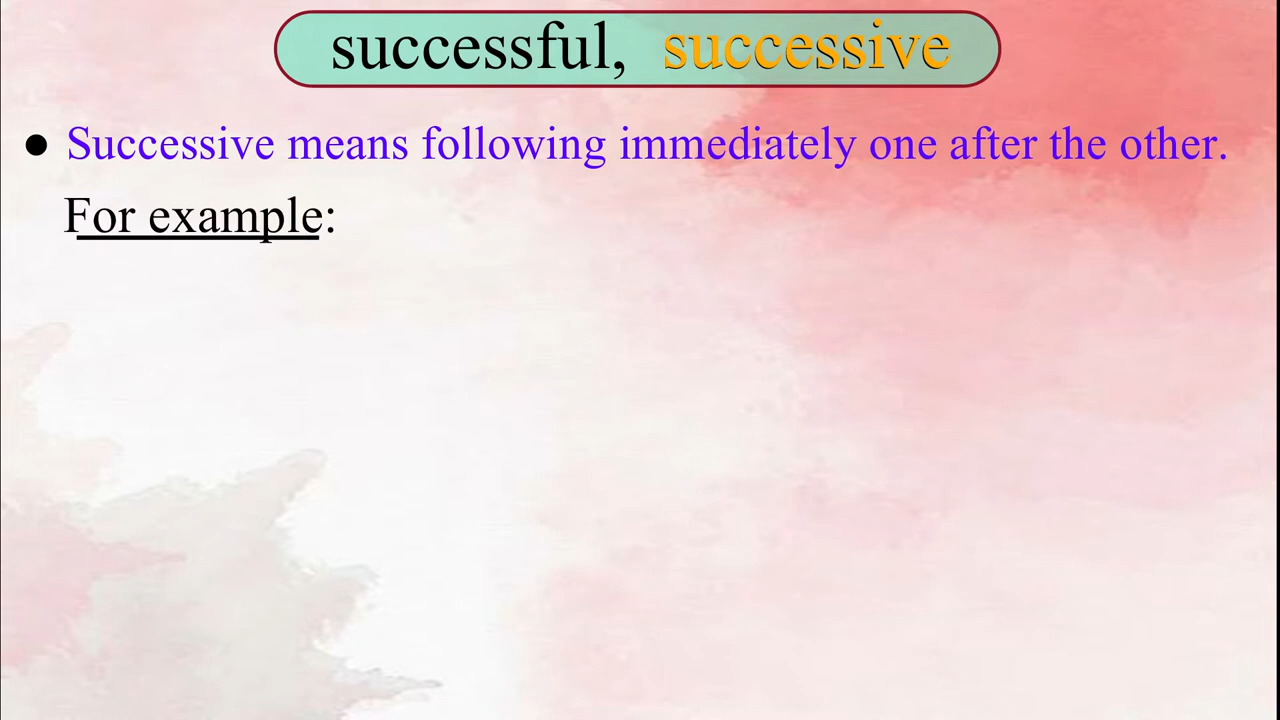 successful, successive
● Successive means following immediately one after the other.
For example: